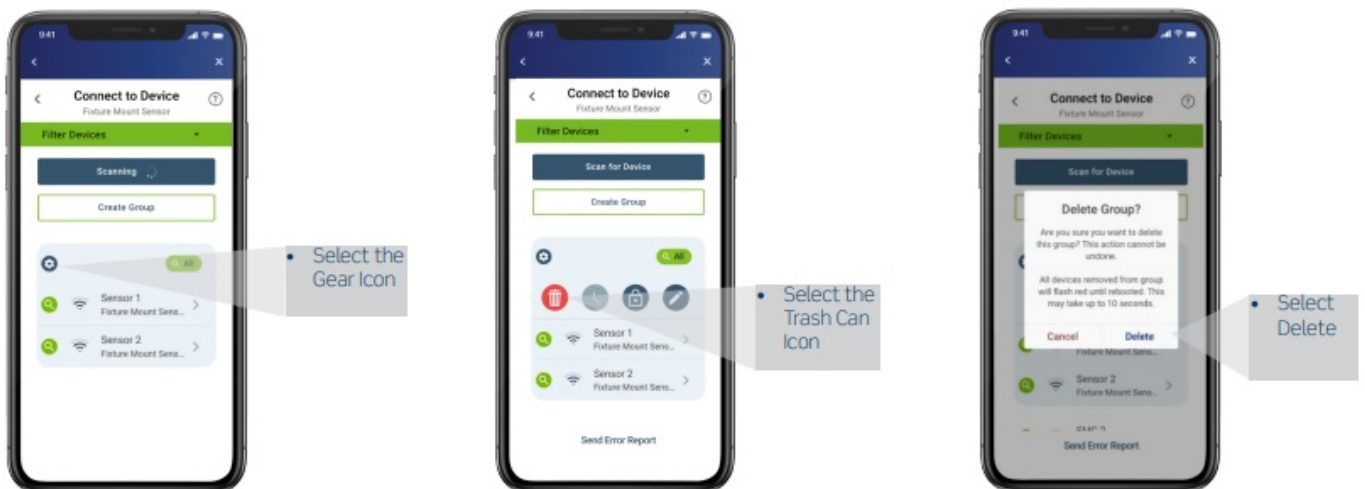 9:41
Connect to Device
Fixture Mount Sensor
Filter Devices
Scanning
Create Group
All
Sensor 1
Fixture Mount Sens...
Sensor 2
Fixture Mount Sens...
• Select the
Gear Icon
9:41
Connect to Device
Fixture Mount Sensor
Filter Devices
Scan for Device
Create Group
All
Sensor 1
Fixture Mount Sens...
Sensor 2
Fixture Mount Sens...
Send Error Report
• Select the
Trash Can
Icon
9:41
Connect to Device
Fixture Mount Sensor
Filter Devices
Scan for Device
Delete Group?
Are you sure you want to delete
this group? This action cannot be
undone.
All devices removed from group
will flash red until rebooted. This
may take up to 10 seconds.
Cancel Delete
Fixture Mount Sens...
Sensor 2
Fixture Mount Sens...
Send Error Report
• Select
Delete